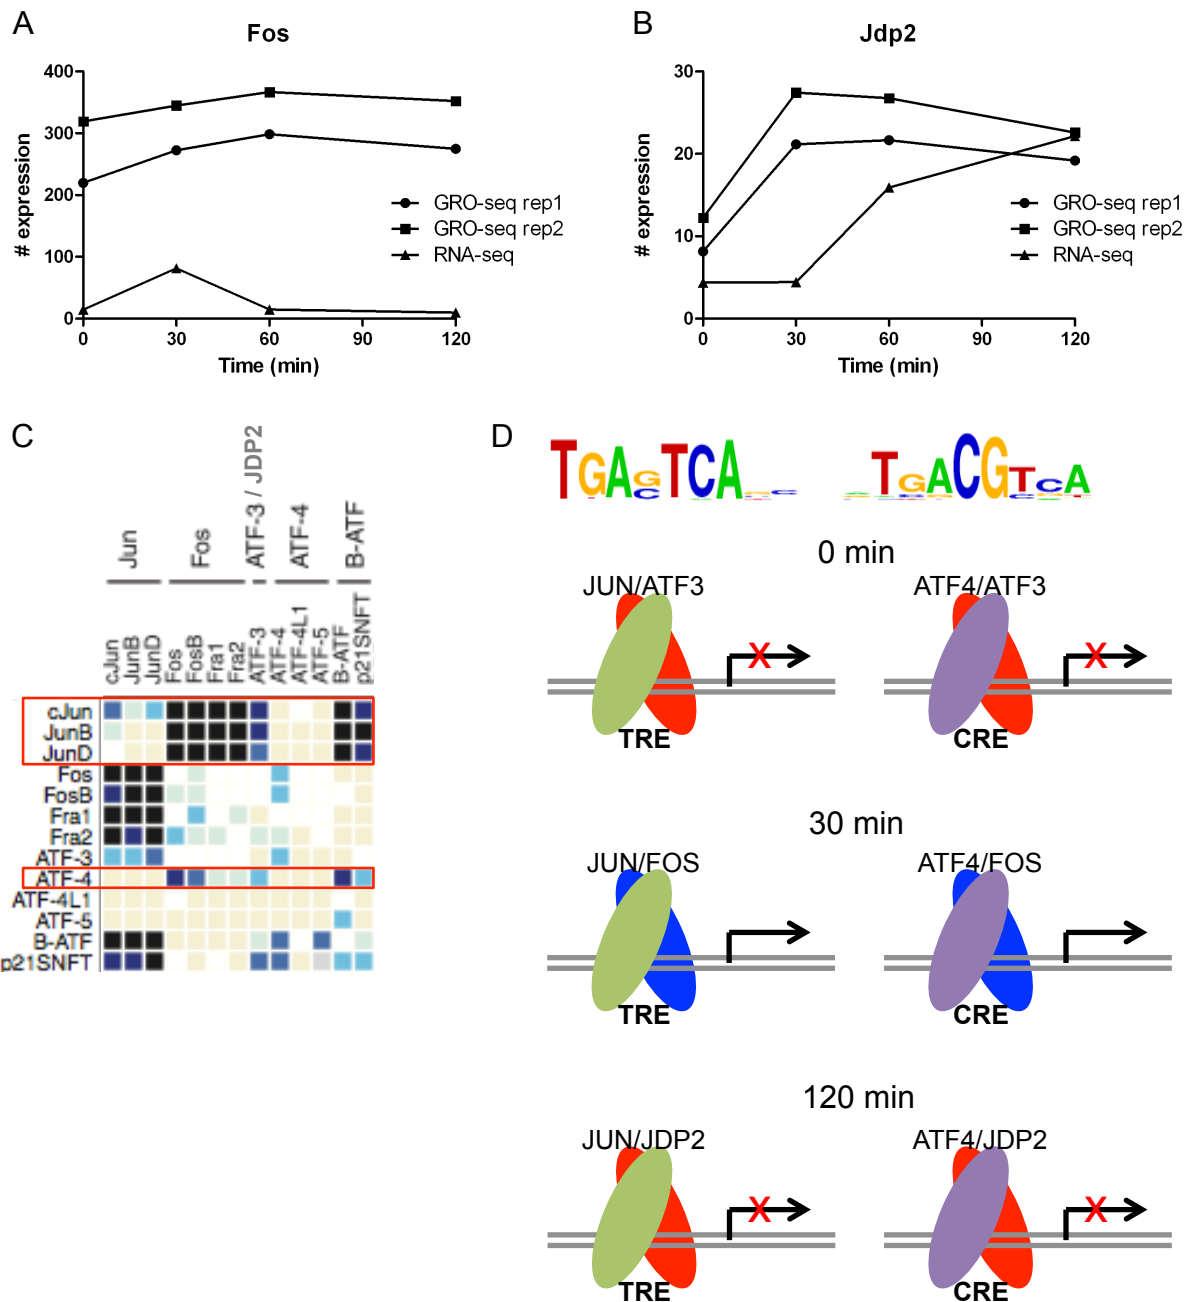 A
Fos
400
300
200
100
0
# expression
0 30 60 90 120
Time (min)
GRO-seq rep1
GRO-seq rep2
RNA-seq
B
Jdp2
30
20
10
0
# expression
0 30 60 90 120
Time (min)
GRO-seq rep1
GRO-seq rep2
RNA-seq
C
Jun
Fos
ATF-3 / JDP2
ATF-4
B-ATF
cJun
JunB
JunD
Fos
FosB
Fra1
Fra2
ATF-3
ATF-4
ATF-4L1
ATF-5
B-ATF
p21SNFT
cJun
JunB
JunD
Fos
FosB
Fra1
Fra2
ATF-3
ATF-4
ATF-4L1
ATF-5
B-ATF
p21SNFT
D
TGAGTCA
TGACGTCA
0 min
JUN/ATF3 ATF4/ATF3
X X
TRE CRE
30 min
JUN/FOS ATF4/FOS
TRE CRE
120 min
JUN/JDP2 ATF4/JDP2
X X
TRE CRE